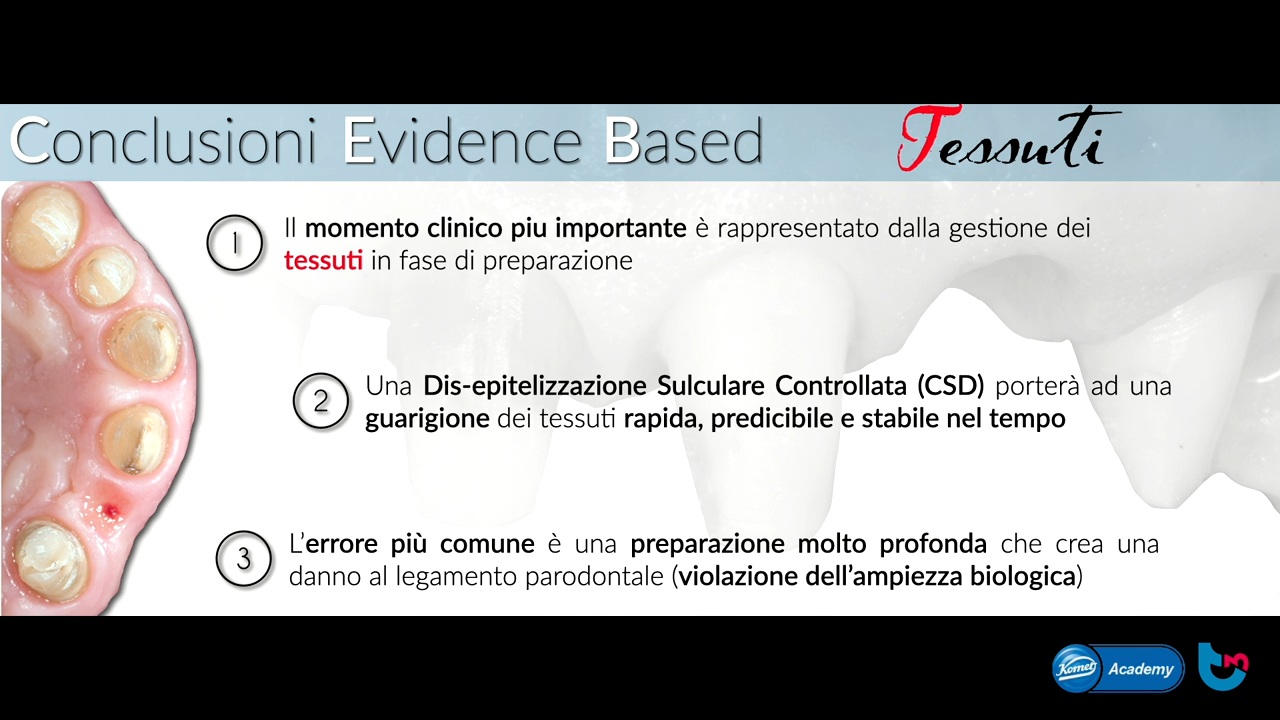 Conclusioni Evidence Based
Tessuti
1
Il momento clinico piu importante è rappresentato dalla gestione dei
tessuti in fase di preparazione
2
Una Dis-epitelizzazione Sulculare Controllata (CSD) porterà ad una
guarigione dei tessuti rapida, predicibile e stabile nel tempo
3
L'errore più comune è una preparazione molto profonda che crea una
danno al legamento parodontale (violazione dell'ampiezza biologica)
Komet Academy
tm